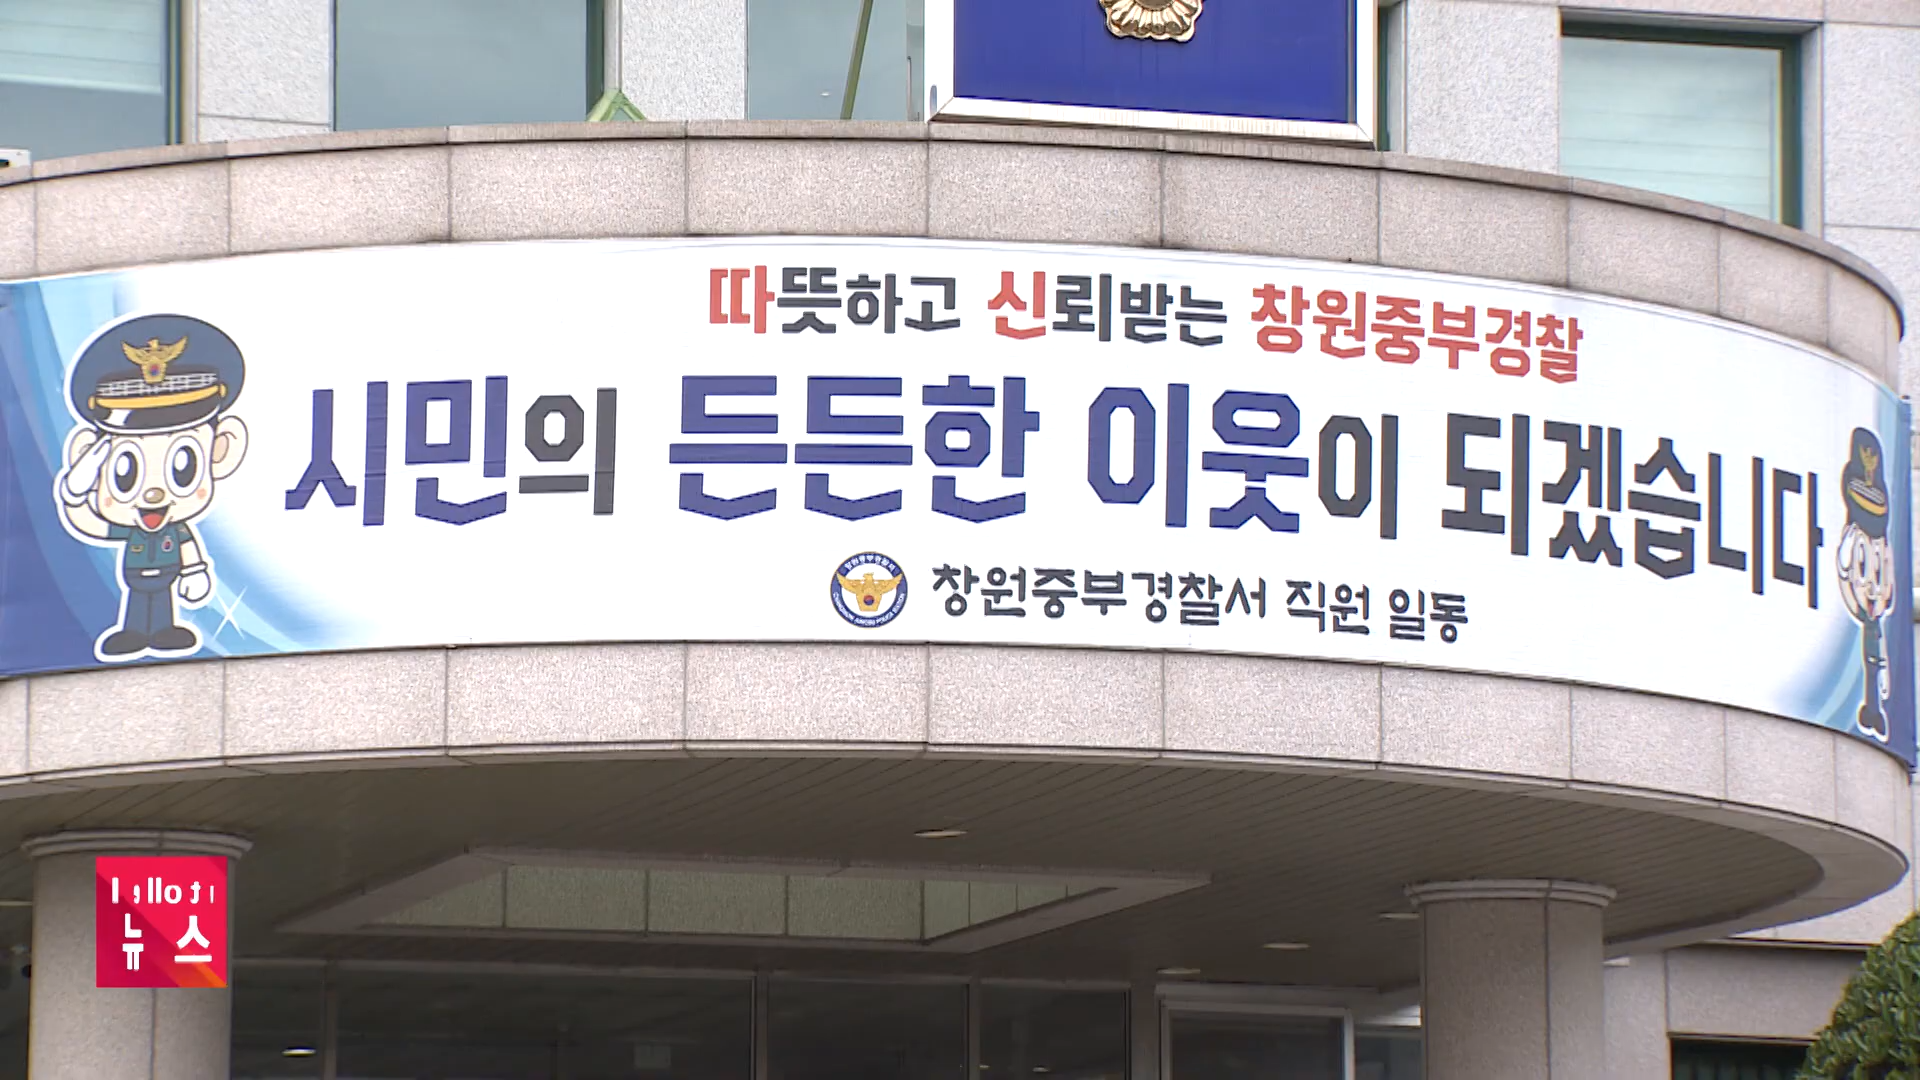 따뜻하고 신뢰받는 창원중부경찰
시민의 든든한 이웃이 되겠습니다
창원중부경찰서 직원 일동
뉴스